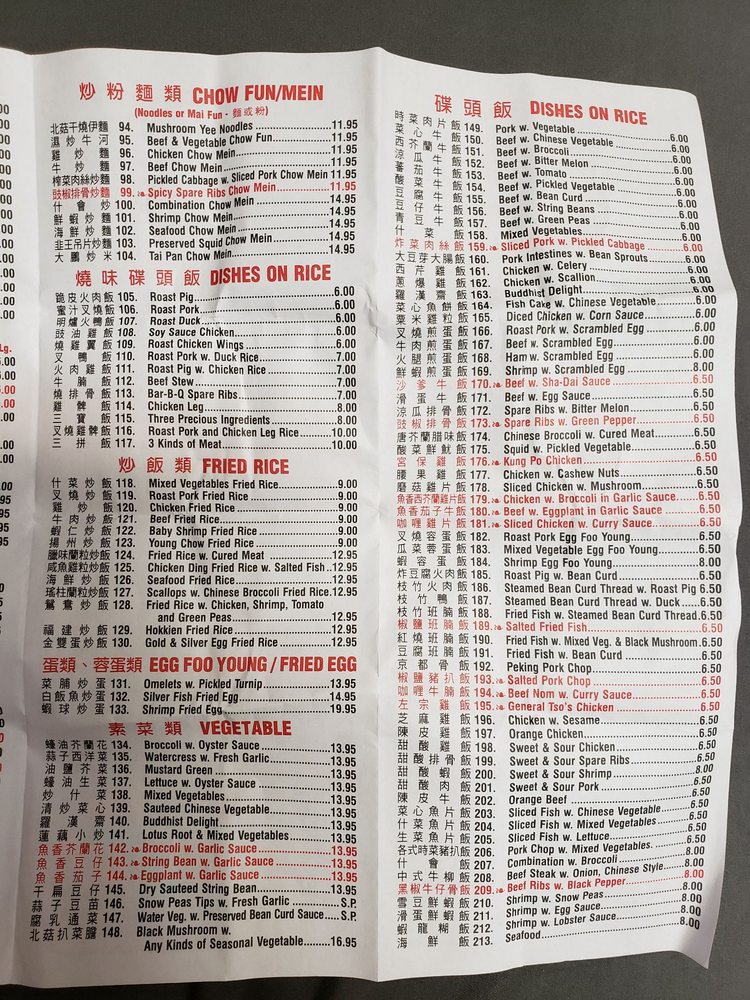 炒粉麵類 CHOW FUN/MEIN
(Noodles or Mai Fun - 麵或粉)
北菇干燒伊麵 94. Mushroom Yee Noodles 11.95
濕炒牛河 95. Beef & Vegetable Chow Fun 11.95
雞炒麵 96. Chicken Chow Mein 11.95
牛炒麵 97. Beef Chow Mein 11.95
榨菜肉絲炒麵 98. Pickled Cabbage w. Sliced Pork Chow Mein 11.95
豉椒排骨炒麵 99. Spicy Spare Ribs Chow Mein 11.95
什會炒麵 100. Combination Chow Mein 14.95
鮮蝦炒麵 101. Shrimp Chow Mein 14.95
海鮮炒麵 102. Seafood Chow Mein 14.95
韭王吊片炒麵 103. Preserved Squid Chow Mein 14.95
大鵬炒米 104. Tai Pan Chow Mein 14.95
燒味碟頭飯 DISHES ON RICE
脆皮火肉飯 105. Roast Pig 6.00
蜜汁叉燒飯 106. Roast Pork 6.00
明爐火鴨飯 107. Roast Duck 6.00
豉油雞飯 108. Soy Sauce Chicken 6.00
燒雞翼飯 109. Roast Chicken Wings 6.00
叉鴨飯 110. Roast Pork w. Duck Rice 7.00
火肉雞飯 111. Roast Pig w. Chicken Rice 7.00
牛腩飯 112. Beef Stew 7.00
燒排骨飯 113. Bar-B-Q Spare Ribs 7.00
雞髀飯 114. Chicken Leg 8.00
三寶飯 115. Three Precious Ingredients 8.00
叉燒雞髀飯 116. Roast Pork and Chicken Leg Rice 10.00
三拼飯 117. 3 Kinds of Meat 10.00
炒飯類 FRIED RICE
什菜炒飯 118. Mixed Vegetables Fried Rice 9.00
叉燒炒飯 119. Roast Pork Fried Rice 9.00
雞炒飯 120. Chicken Fried Rice 9.00
牛肉炒飯 121. Beef Fried Rice 9.00
蝦仁炒飯 122. Baby Shrimp Fried Rice 9.00
揚州炒飯 123. Young Chow Fried Rice 9.00
臘味蘭粒炒飯 124. Fried Rice w. Cured Meat 12.95
咸魚雞粒炒飯 125. Chicken Ding Fried Rice w. Salted Fish 12.95
海鮮炒飯 126. Seafood Fried Rice 12.95
瑤柱蘭粒炒飯 127. Scallops w. Chinese Broccoli Fried Rice 12.95
鴛鴦炒飯 128. Fried Rice w. Chicken, Shrimp, Tomato
and Green Peas 12.95
福建炒飯 129. Hokkien Fried Rice 12.95
金雙蛋炒飯 130. Gold & Silver Egg Fried Rice 12.95
蛋類、蓉蛋類 EGG FOO YOUNG / FRIED EGG
菜脯炒蛋 131. Omelets w. Pickled Turnip 13.95
白飯魚炒蛋 132. Silver Fish Fried Egg 14.95
蝦球炒蛋 133. Shrimp Fried Egg 19.95
素菜類 VEGETABLE
蠔油芥蘭花 134. Broccoli w. Oyster Sauce 13.95
蒜子西洋菜 135. Watercress w. Fresh Garlic 13.95
油鹽芥菜 136. Mustard Green 13.95
蠔油生菜 137. Lettuce w. Oyster Sauce 13.95
炒什菜 138. Mixed Vegetables 13.95
清炒菜心 139. Sauteed Chinese Vegetable 13.95
羅漢齋 140. Buddhist Delight 13.95
蓮藕小炒 141. Lotus Root & Mixed Vegetables 13.95
魚香芥蘭花 142. Broccoli w. Garlic Sauce 13.95
魚香豆仔 143. String Bean w. Garlic Sauce 13.95
魚香茄子 144. Eggplant w. Garlic Sauce 13.95
干扁豆仔 145. Dry Sauteed String Bean 13.95
蒜子豆苗 146. Snow Peas Tips w. Fresh Garlic S.P.
腐乳通菜 147. Water Veg. w. Preserved Bean Curd Sauce S.P.
北菇扒菜膽 148. Black Mushroom w.
Any Kinds of Seasonal Vegetable 16.95
碟頭飯 DISHES ON RICE
時菜肉片飯 149. Pork w. Vegetable 6.00
菜心牛飯 150. Beef w. Chinese Vegetable 6.00
西芥蘭牛飯 151. Beef w. Broccoli 6.00
涼瓜牛飯 152. Beef w. Bitter Melon 6.00
蕃茄牛飯 153. Beef w. Tomato 6.00
酸菜牛飯 154. Beef w. Pickled Vegetable 6.00
豆腐牛飯 155. Beef w. Bean Curd 6.00
豆仔牛飯 156. Beef w. String Beans 6.00
青豆牛飯 157. Beef w. Green Peas 6.00
什菜飯 158. Mixed Vegetables 6.00
炸菜肉絲飯 159. Sliced Pork w. Pickled Cabbage 6.00
大豆芽大腸飯 160. Pork Intestines w. Bean Sprouts 6.00
西芹雞飯 161. Chicken w. Celery 6.00
蔥爆雞飯 162. Chicken w. Scallion 6.00
羅漢齋飯 163. Buddhist Delight 6.00
菜心魚餅飯 164. Fish Cake w. Chinese Vegetable 6.00
粟米雞粒飯 165. Diced Chicken w. Corn Sauce 6.00
叉燒煎蛋飯 166. Roast Pork w. Scrambled Egg 6.00
牛肉煎蛋飯 167. Beef w. Scrambled Egg 6.00
火腿煎蛋飯 168. Ham w. Scrambled Egg 6.00
鮮蝦煎蛋飯 169. Shrimp w. Scrambled Egg 8.00
沙爹牛飯 170. Beef w. Sha-Dai Sauce 6.50
滑蛋牛飯 171. Beef w. Egg Sauce 6.50
涼瓜排骨飯 172. Spare Ribs w. Bitter Melon 6.50
豉椒排骨飯 173. Spare Ribs w. Green Pepper 6.50
唐芥蘭腊味飯 174. Chinese Broccoli w. Cured Meat 6.50
酸菜鮮魷飯 175. Squid w. Pickled Vegetable 6.50
宮保雞飯 176. Kung Po Chicken 6.50
腰果雞飯 177. Chicken w. Cashew Nuts 6.50
磨菇雞片飯 178. Sliced Chicken w. Mushroom 6.50
魚香西芥蘭雞片飯 179. Chicken w. Broccoli in Garlic Sauce 6.50
魚香茄子牛飯 180. Beef w. Eggplant in Garlic Sauce 6.50
咖喱雞片飯 181. Sliced Chicken w. Curry Sauce 6.50
叉燒蓉蛋飯 182. Roast Pork Egg Foo Young 6.50
瓜菜蓉蛋飯 183. Mixed Vegetable Egg Foo Young 6.50
蝦蓉蛋飯 184. Shrimp Egg Foo Young 8.00
炸豆腐火肉飯 185. Roast Pig w. Bean Curd 6.50
枝竹火肉飯 186. Steamed Bean Curd Thread w. Roast Pig 6.50
枝竹鴨飯 187. Steamed Bean Curd Thread w. Duck 6.50
枝竹班腩飯 188. Fried Fish w. Steamed Bean Curd Thread 6.50
椒鹽班腩飯 189. Salted Fried Fish 6.50
紅燒班腩飯 190. Fried Fish w. Mixed Veg. & Black Mushroom 6.50
豆腐班腩飯 191. Fried Fish w. Bean Curd 6.50
京都骨飯 192. Peking Pork Chop 6.50
椒鹽豬扒飯 193. Salted Pork Chop 6.50
咖喱牛腩飯 194. Beef Nom w. Curry Sauce 6.50
左宗雞飯 195. General Tso's Chicken 6.50
芝麻雞飯 196. Chicken w. Sesame 6.50
陳皮雞飯 197. Orange Chicken 6.50
甜酸雞飯 198. Sweet & Sour Chicken 6.50
甜酸排骨飯 199. Sweet & Sour Spare Ribs 6.50
甜酸蝦飯 200. Sweet & Sour Shrimp 8.00
甜酸肉飯 201. Sweet & Sour Pork 6.50
陳皮牛飯 202. Orange Beef 6.50
菜心魚片飯 203. Sliced Fish w. Chinese Vegetable 6.50
什菜魚片飯 204. Sliced Fish w. Mixed Vegetables 6.50
生菜魚片飯 205. Sliced Fish w. Lettuce 6.50
各式時菜豬扒飯 206. Pork Chop w. Mixed Vegetables. 6.50
什會飯 207. Combination w. Broccoli 8.00
中式牛柳飯 208. Beef Steak w. Onion, Chinese Style 8.00
黑椒牛仔骨飯 209. Beef Ribs w. Black Pepper 8.00
雪豆鮮蝦飯 210. Shrimp w. Snow Peas 8.00
滑蛋鮮蝦飯 211. Shrimp w. Egg Sauce 8.00
蝦龍糊飯 212. Shrimp w. Lobster Sauce 8.00
海鮮飯 213. Seafood 8.00